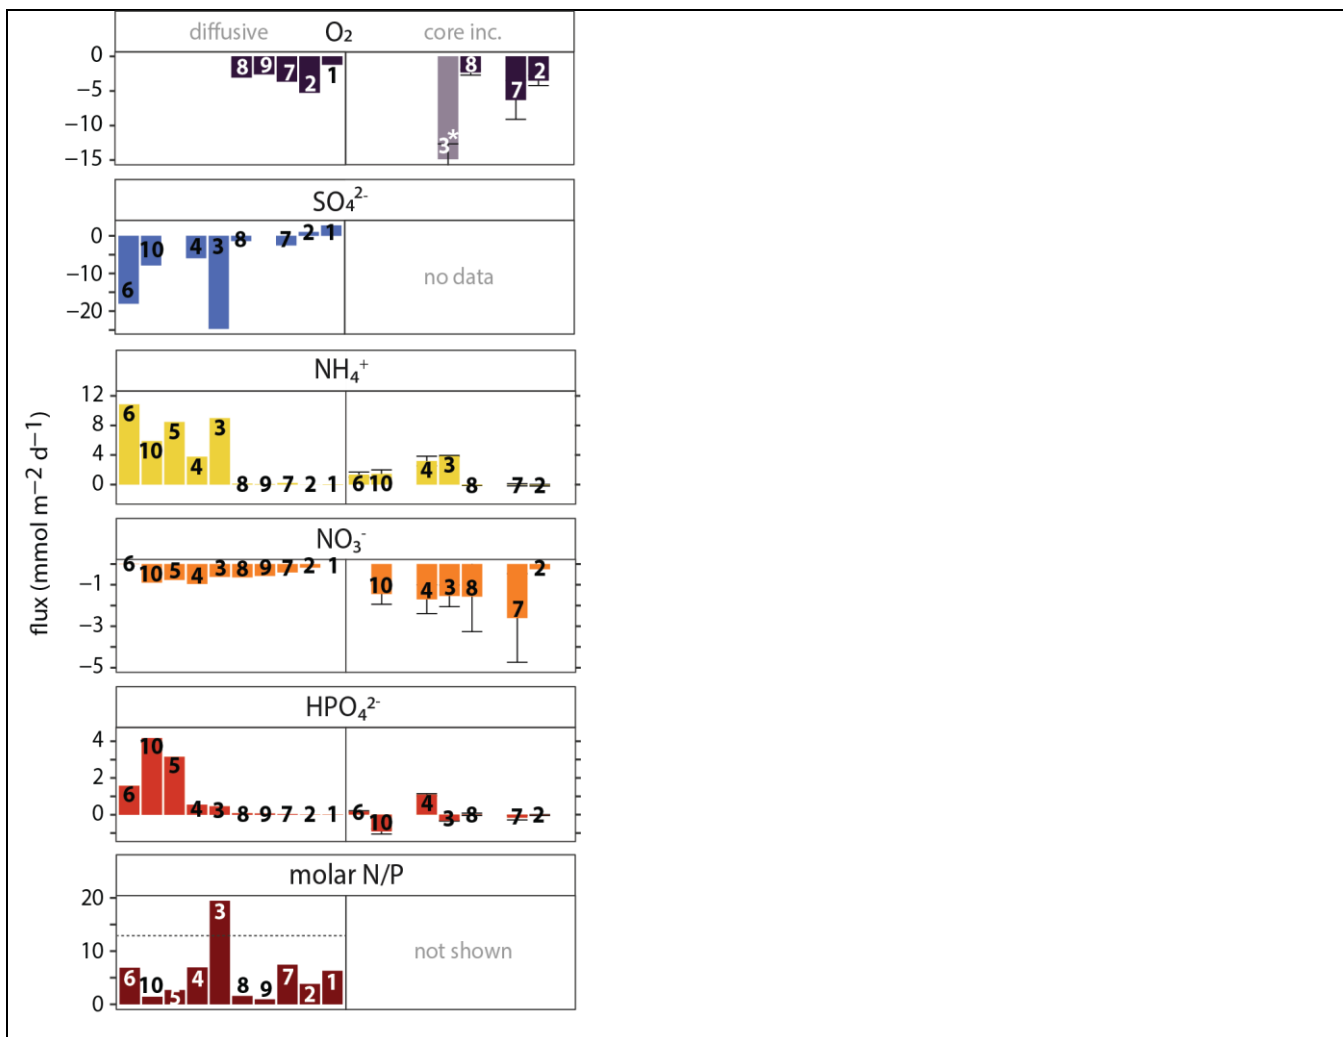 diffusive O₂ core inc.
0
8 9 7 2 1 8 7 2
−5
−10
3*
−15
SO₄²⁻
0
6 10 4 3 8 7 2 1
−10
no data
−20
NH₄⁺
12
6 10 5 4 3 8 9 7 2 1 6 10 4 3 8 7 2
8
4
0
flux (mmol m−2 d−1)
NO₃⁻
6 10 5 4 3 8 9 7 2 1 10 4 3 8 7 2
−1
−3
−5
HPO₄²⁻
4
6 10 5 4 3 8 9 7 2 1 6 10 4 3 8 7 2
2
0
molar N/P
20
6 10 5 4 3 8 9 7 2 1
10
not shown
0